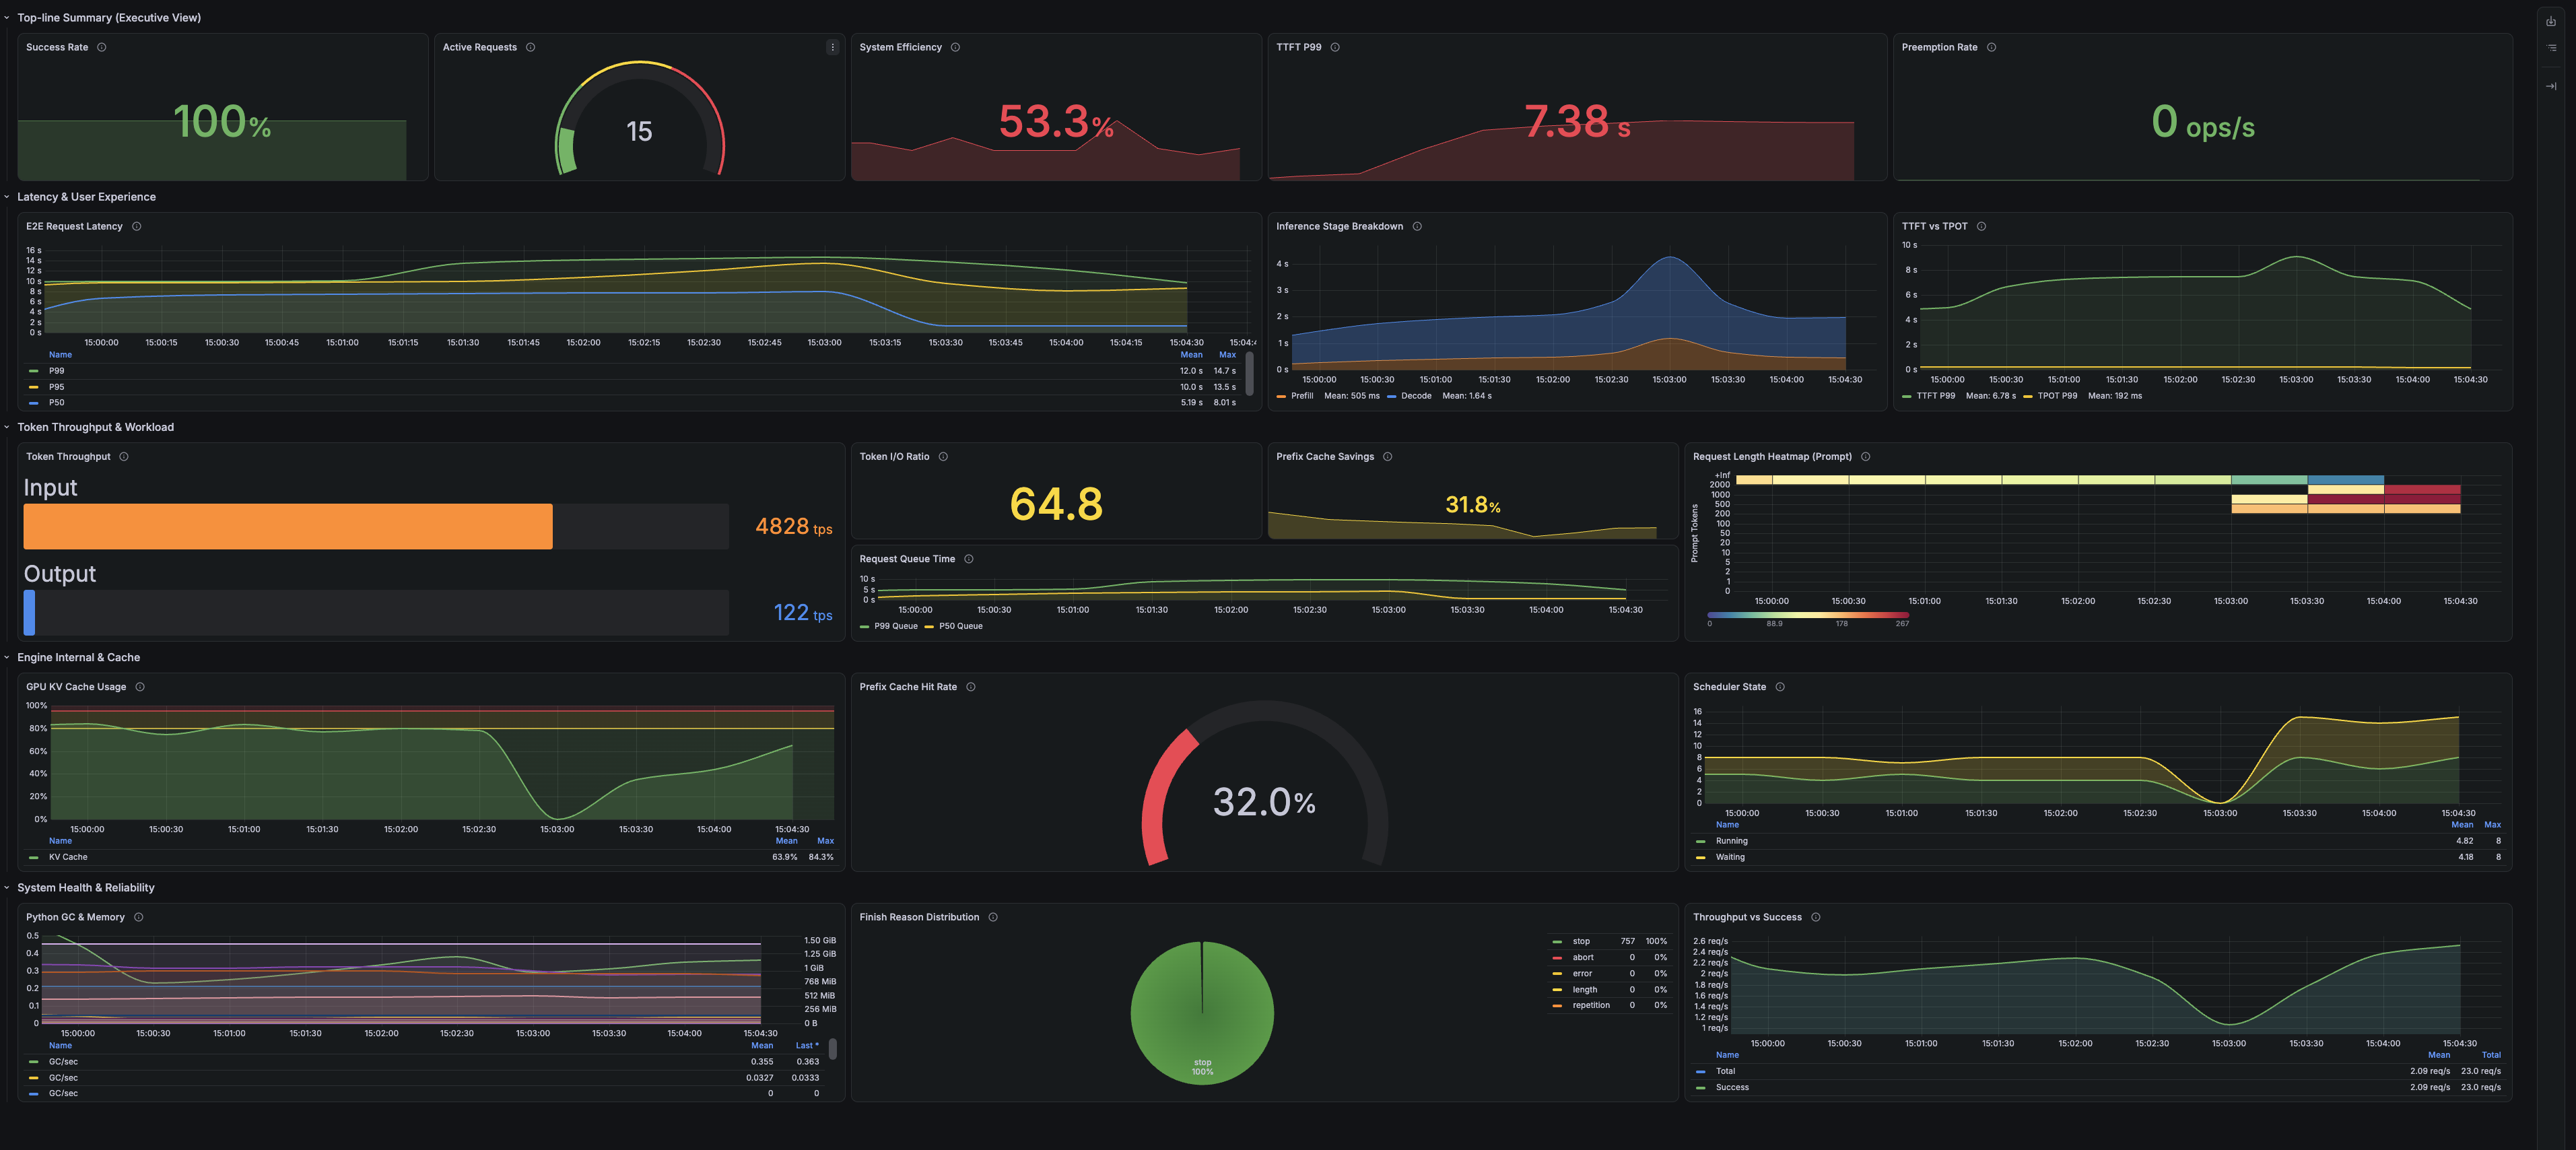 Top-line Summary (Executive View)
Success Rate
100%
Active Requests
15
System Efficiency
53.3%
TTFT P99
7.38 s
Preemption Rate
0 ops/s
Latency & User Experience
E2E Request Latency
16 s
14 s
12 s
10 s
8 s
6 s
4 s
2 s
0 s
15:00:00 15:00:15 15:00:30 15:00:45 15:01:00 15:01:15 15:01:30 15:01:45 15:02:00 15:02:15 15:02:30 15:02:45 15:03:00 15:03:15 15:03:30 15:03:45 15:04:00 15:04:15 15:04:30 15:04:4
Name Mean Max
P99 12.0 s 14.7 s
P95 10.0 s 13.5 s
P50 5.19 s 8.01 s
Inference Stage Breakdown
4 s
3 s
2 s
1 s
0 s
15:00:00 15:00:30 15:01:00 15:01:30 15:02:00 15:02:30 15:03:00 15:03:30 15:04:00 15:04:30
Prefill Mean: 505 ms Decode Mean: 1.64 s
TTFT vs TPOT
10 s
8 s
6 s
4 s
2 s
0 s
15:00:00 15:00:30 15:01:00 15:01:30 15:02:00 15:02:30 15:03:00 15:03:30 15:04:00 15:04:30
TTFT P99 Mean: 6.78 s TPOT P99 Mean: 192 ms
Token Throughput & Workload
Token Throughput
Input
4828 tps
Output
122 tps
Token I/O Ratio
64.8
Prefix Cache Savings
31.8%
Request Queue Time
10 s
5 s
0 s
15:00:00 15:00:30 15:01:00 15:01:30 15:02:00 15:02:30 15:03:00 15:03:30 15:04:00 15:04:30
P99 Queue P50 Queue
Request Length Heatmap (Prompt)
Prompt Tokens
+Inf
2000
1000
500
200
100
50
20
10
5
2
1
0
15:00:00 15:00:30 15:01:00 15:01:30 15:02:00 15:02:30 15:03:00 15:03:30 15:04:00 15:04:30
0 88.9 178 267
Engine Internal & Cache
GPU KV Cache Usage
100%
80%
60%
40%
20%
0%
15:00:00 15:00:30 15:01:00 15:01:30 15:02:00 15:02:30 15:03:00 15:03:30 15:04:00 15:04:30
Name Mean Max
KV Cache 63.9% 84.3%
Prefix Cache Hit Rate
32.0%
Scheduler State
16
14
12
10
8
6
4
2
0
15:00:00 15:00:30 15:01:00 15:01:30 15:02:00 15:02:30 15:03:00 15:03:30 15:04:00 15:04:30
Name Mean Max
Running 4.82 8
Waiting 4.18 8
System Health & Reliability
Python GC & Memory
0.5
0.4
0.3
0.2
0.1
0
1.50 GiB
1.25 GiB
1 GiB
768 MiB
512 MiB
256 MiB
0 B
15:00:00 15:00:30 15:01:00 15:01:30 15:02:00 15:02:30 15:03:00 15:03:30 15:04:00 15:04:30
Name Mean Last *
GC/sec 0.355 0.363
GC/sec 0.0327 0.0333
GC/sec 0 0
Finish Reason Distribution
stop
100%
stop 757 100%
abort 0 0%
error 0 0%
length 0 0%
repetition 0 0%
Throughput vs Success
2.6 req/s
2.4 req/s
2.2 req/s
2 req/s
1.8 req/s
1.6 req/s
1.4 req/s
1.2 req/s
1 req/s
15:00:00 15:00:30 15:01:00 15:01:30 15:02:00 15:02:30 15:03:00 15:03:30 15:04:00 15:04:30
Name Mean Total
Total 2.09 req/s 23.0 req/s
Success 2.09 req/s 23.0 req/s